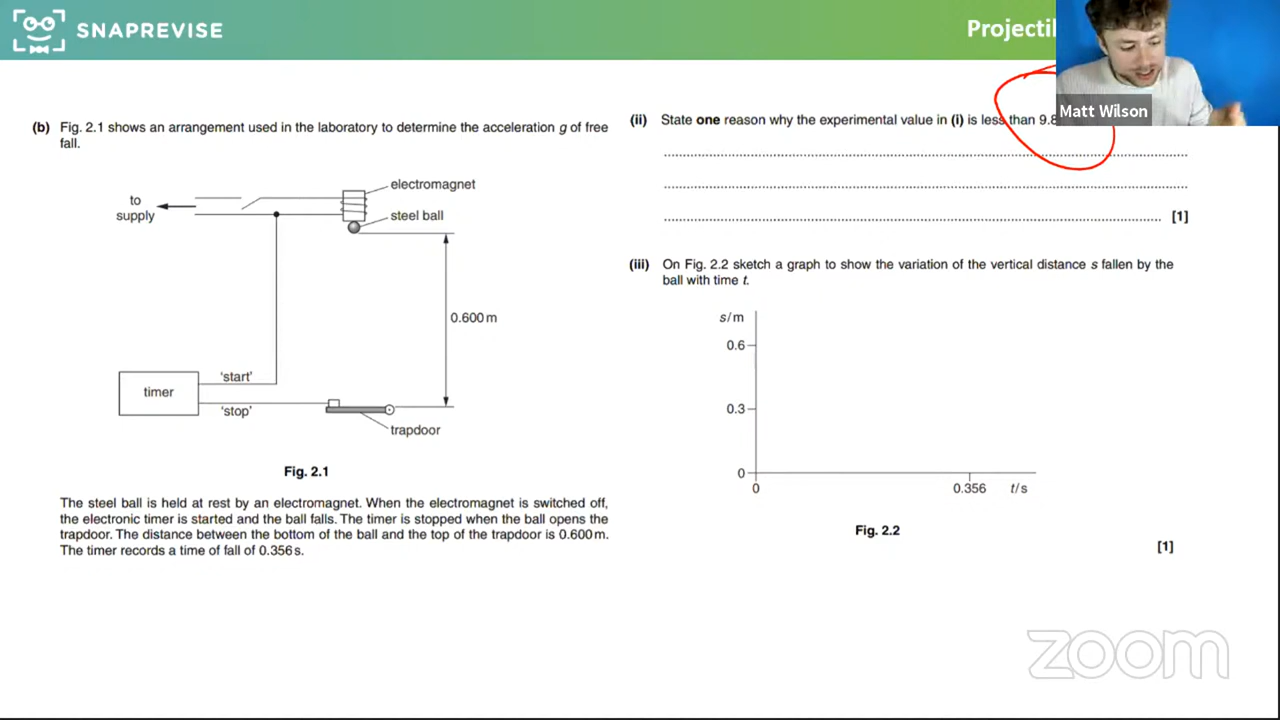 SNAPREVISE
Matt Wilson
(b) Fig. 2.1 shows an arrangement used in the laboratory to determine the acceleration g of free
fall.
electromagnet
to
supply
steel ball
0.600 m
timer
'start'
'stop'
trapdoor
Fig. 2.1
The steel ball is held at rest by an electromagnet. When the electromagnet is switched off,
the electronic timer is started and the ball falls. The timer is stopped when the ball opens the
trapdoor. The distance between the bottom of the ball and the top of the trapdoor is 0.600 m.
The timer records a time of fall of 0.356 s.
(ii) State one reason why the experimental value in (i) is less than
[1]
(iii) On Fig. 2.2 sketch a graph to show the variation of the vertical distance s fallen by the
ball with time t.
s/m
0.6
0.3
0
0 0.356 t/s
Fig. 2.2
[1]
zoom